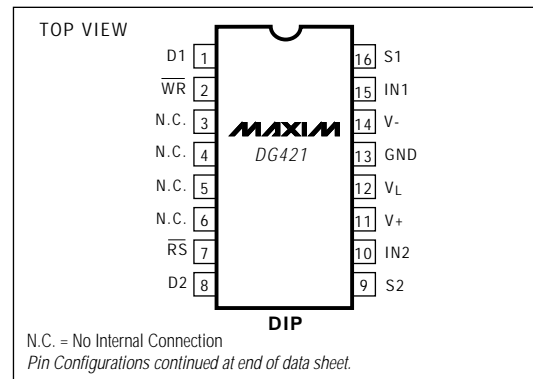 TOP VIEW
D1 1 16 S1
W̅R̅ 2 15 IN1
N.C. 3 14 V-
N.C. 4 13 GND
N.C. 5 12 VL
N.C. 6 11 V+
R̅S̅ 7 10 IN2
D2 8 9 S2
MAXIM
DG421
DIP
N.C. = No Internal Connection
Pin Configurations continued at end of data sheet.